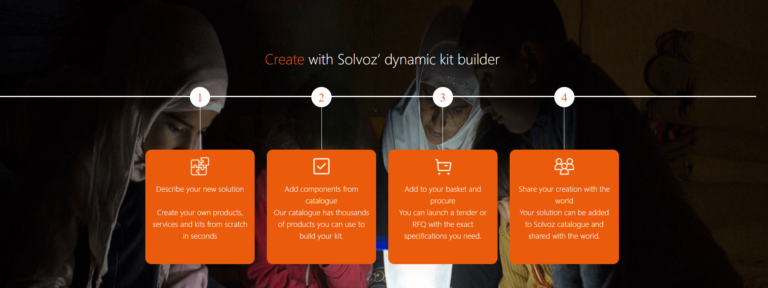 Create with Solvoz’ dynamic kit builder
1
2
3
4
Describe your new solution
Create your own products,
services and kits from scratch
in seconds
Add components from
catalogue
Our catalogue has thousands
of products you can use to
build your kit.
Add to your basket and
procure
You can launch a tender or
RFQ with the exact
specifications you need.
Share your creation with the
world
Your solution can be added
to Solvoz catalogue and
shared with the world.